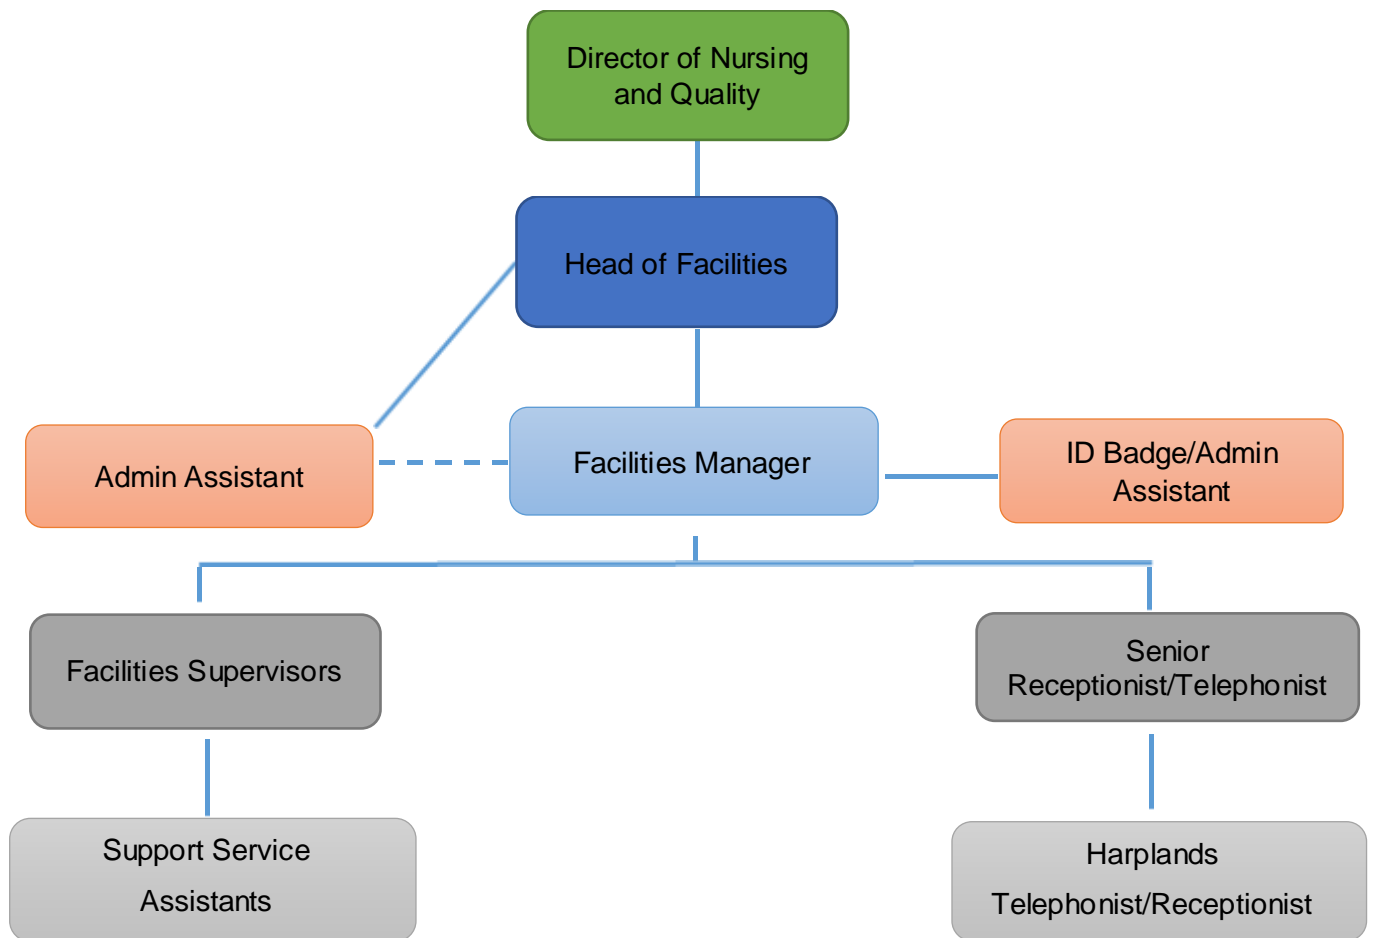 Director of Nursing
and Quality
Head of Facilities
Admin Assistant
Facilities Manager
ID Badge/Admin
Assistant
Facilities Supervisors
Senior
Receptionist/Telephonist
Support Service
Assistants
Harplands
Telephonist/Receptionist